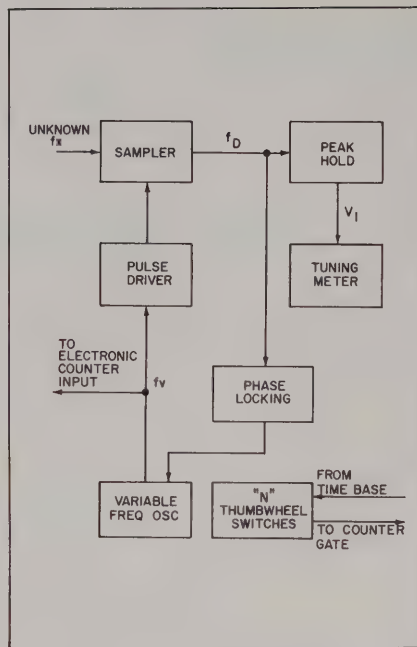 UNKNOWN
fx
SAMPLER
fD
PEAK
HOLD
V1
PULSE
DRIVER
TUNING
METER
TO
ELECTRONIC
COUNTER
INPUT
fv
PHASE
LOCKING
VARIABLE
FREQ OSC
"N"
THUMBWHEEL
SWITCHES
FROM
TIME BASE
TO COUNTER
GATE